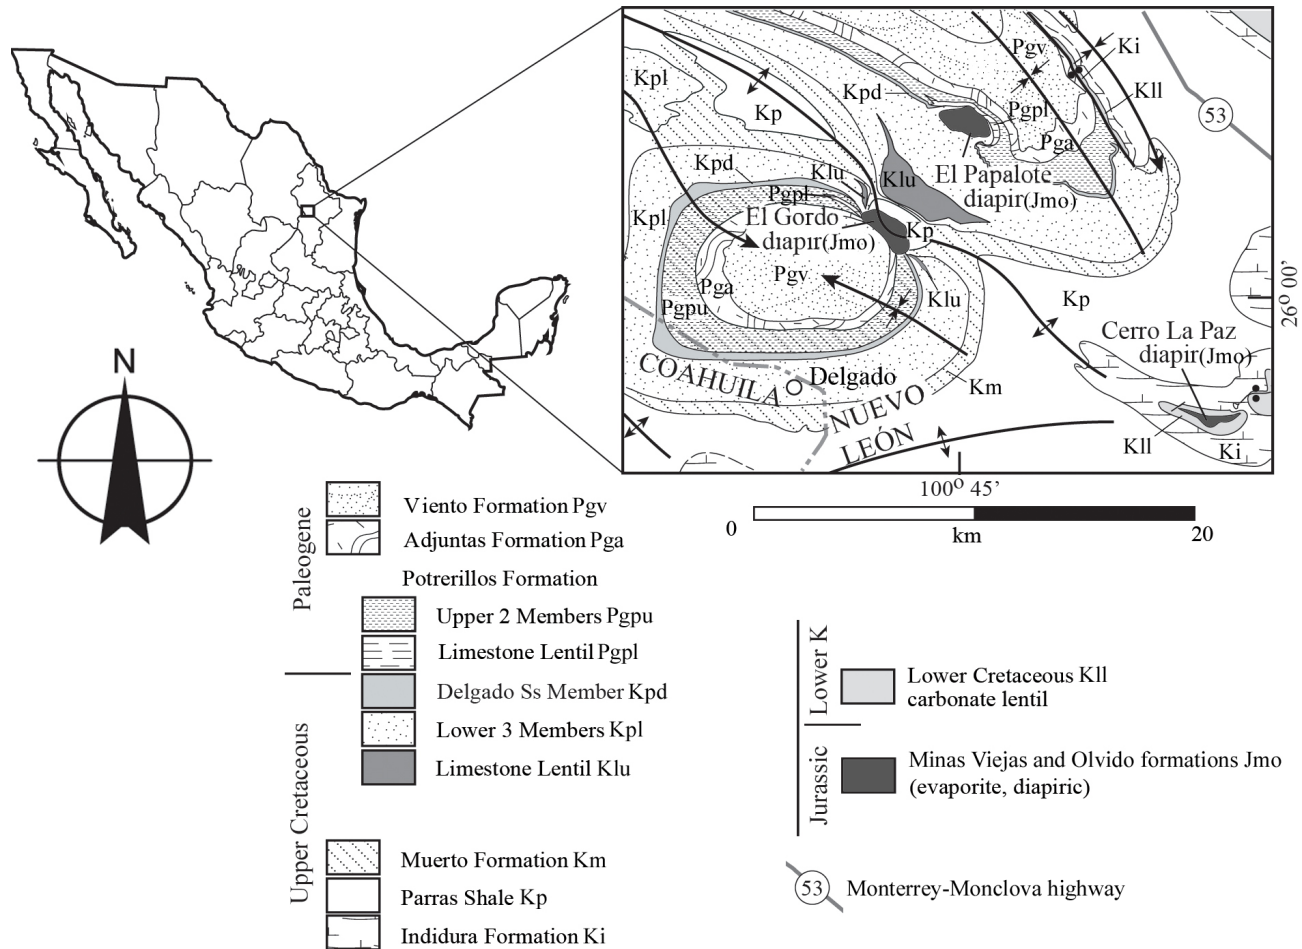 Pgv
Ki
Kpl
Kpd
Kll
Kp
Pgpl
53
Pga
Kpd
Klu
Klu
El Papalote
diapir(Jmo)
Pgpl
Kpl
El Gordo
diapir(Jmo)
Kp
Pgv
Pga
Klu
Kp
Pgpu
26° 00’
Cerro La Paz
diapir(Jmo)
COAHUILA
Delgado
Km
NUEVO
LEÓN
Kll
Ki
N
100° 45’
0
km
20
Paleogene
Viento Formation Pgv
Adjuntas Formation Pga
Potrerillos Formation
Upper 2 Members Pgpu
Limestone Lentil Pgpl
Upper Cretaceous
Delgado Ss Member Kpd
Lower 3 Members Kpl
Limestone Lentil Klu
Muerto Formation Km
Parras Shale Kp
Indidura Formation Ki
Lower K
Lower Cretaceous Kll
carbonate lentil
Jurassic
Minas Viejas and Olvido formations Jmo
(evaporite, diapiric)
53
Monterrey-Monclova highway